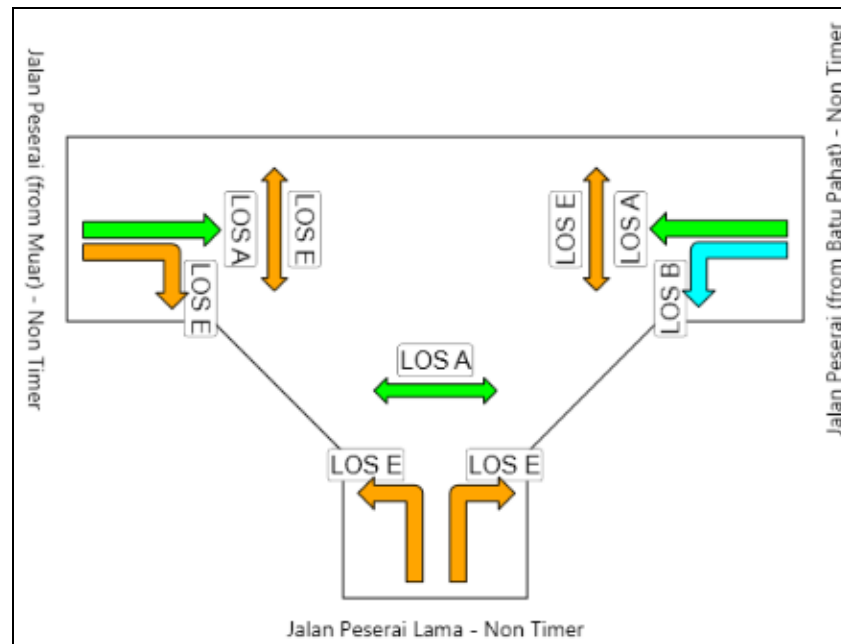 Jalan Peserai (from Muar) - Non Timer
LOS A
LOS E
LOS E
LOS E
LOS A
LOS B
Jalan Peserai (from Batu Pahat) - Non Timer
LOS A
LOS E
LOS E
Jalan Peserai Lama - Non Timer